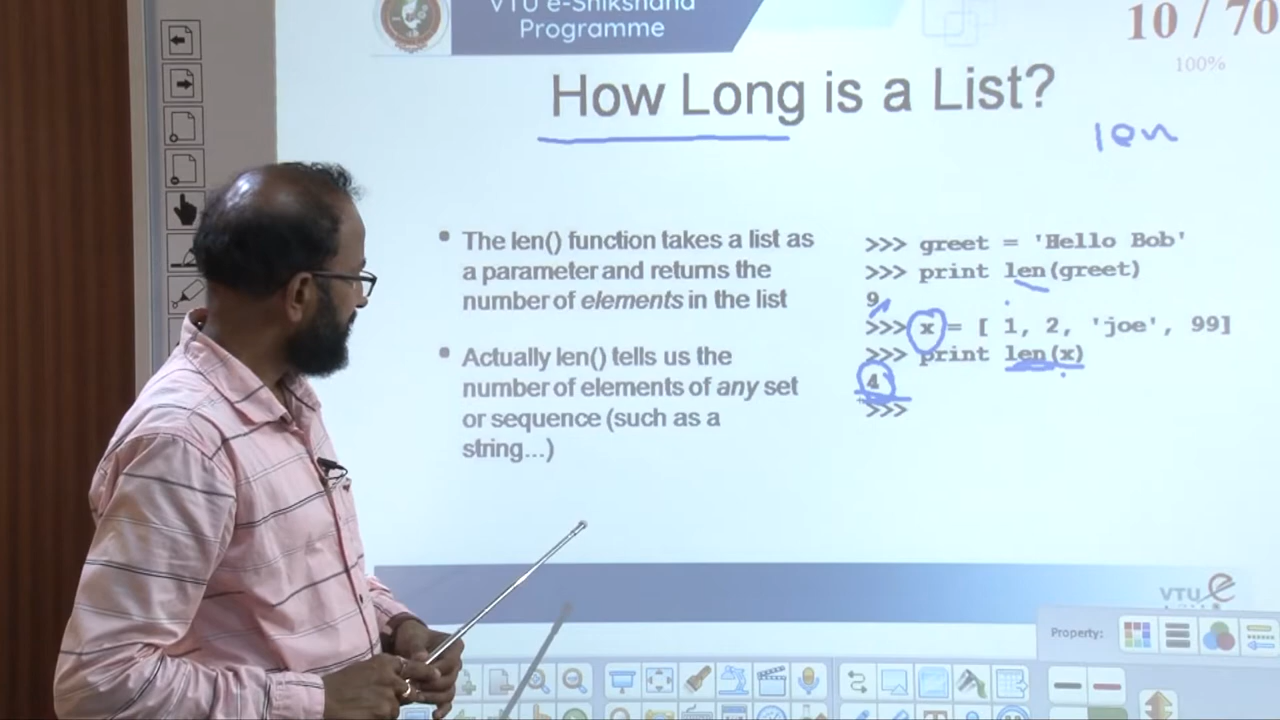 VTU e-Shikshana
Programme
10 / 70
100%
How Long is a List?
len
• The len() function takes a list as
a parameter and returns the
number of elements in the list
• Actually len() tells us the
number of elements of any set
or sequence (such as a
string...)
>>> greet = 'Hello Bob'
>>> print len(greet)
9
>>> x = [ 1, 2, 'joe', 99]
>>> print len(x)
4
>>>
VTU e
Property: